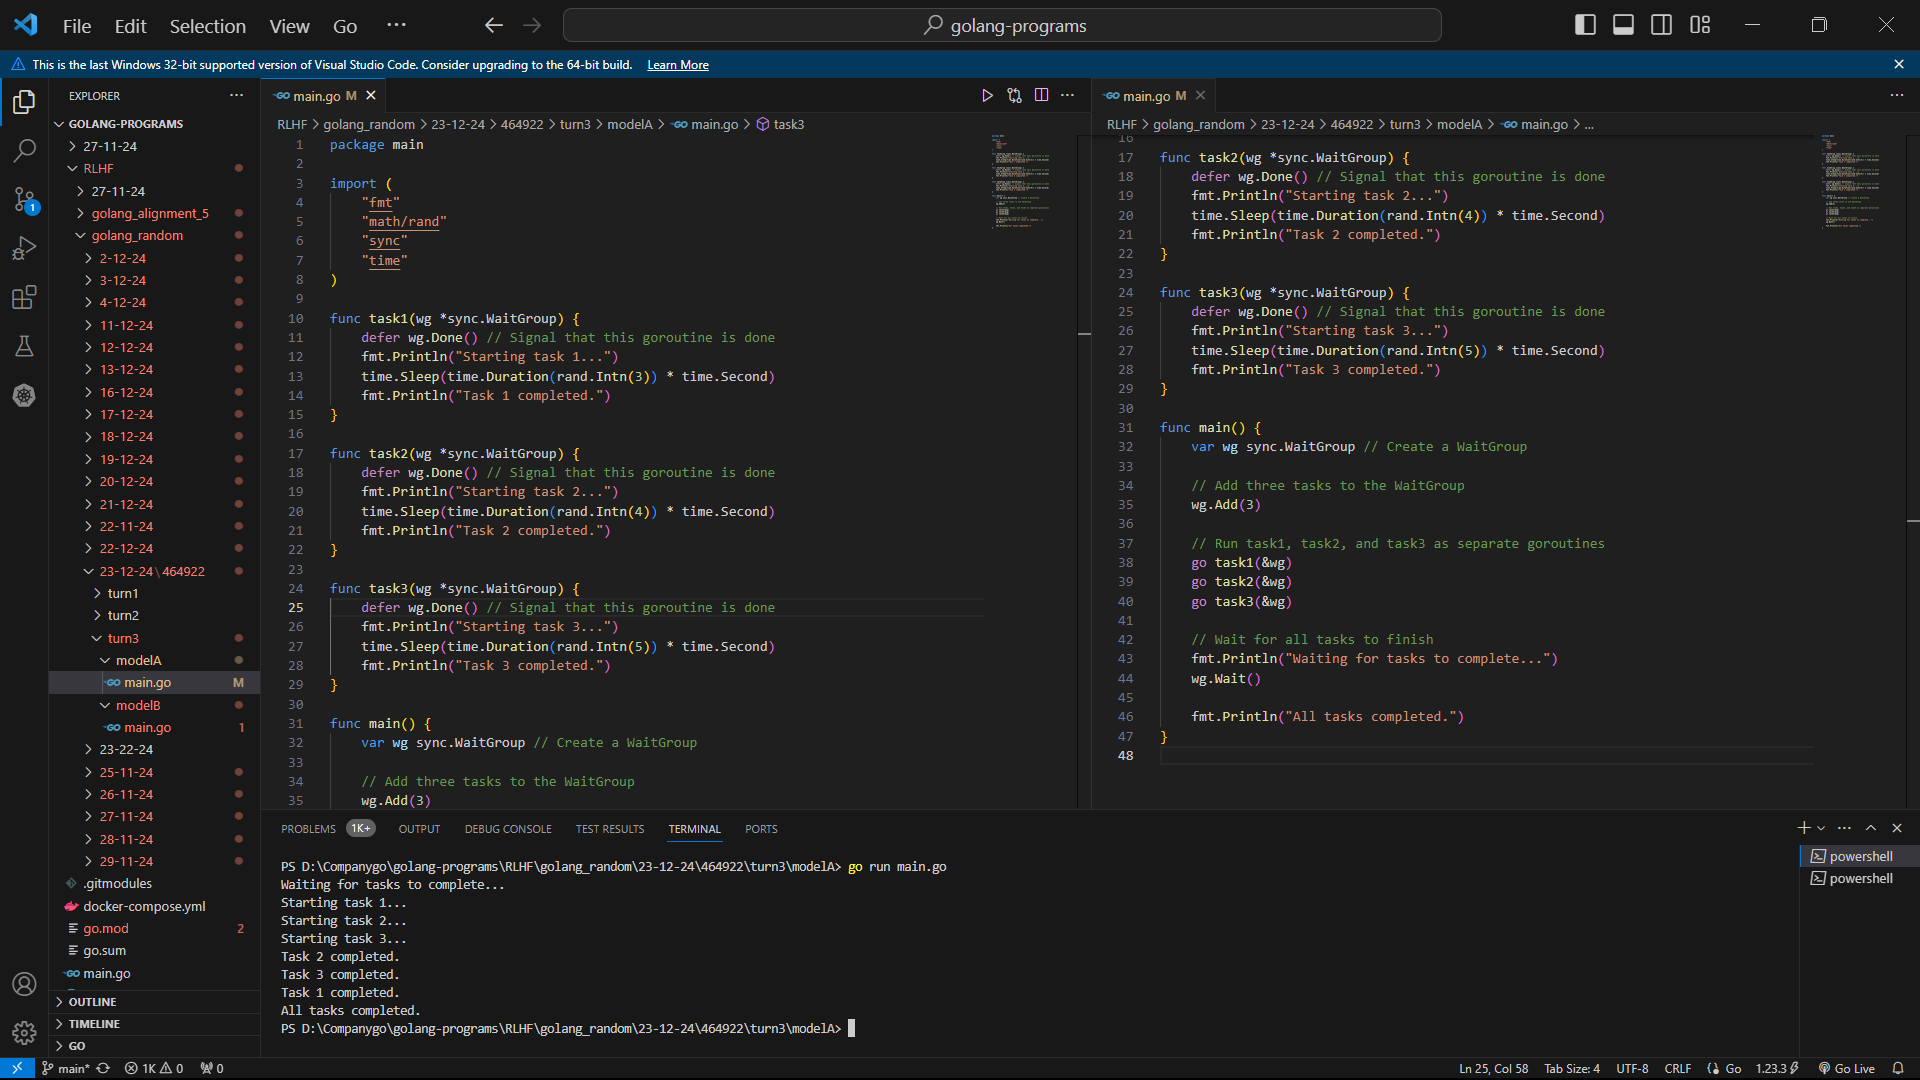 File Edit Selection View Go ···
golang-programs
This is the last Windows 32-bit supported version of Visual Studio Code. Consider upgrading to the 64-bit build. Learn More
EXPLORER
GOLANG-PROGRAMS
27-11-24
RLHF
27-11-24
golang_alignment_5
golang_random
2-12-24
3-12-24
4-12-24
11-12-24
12-12-24
13-12-24
16-12-24
17-12-24
18-12-24
19-12-24
20-12-24
21-12-24
22-11-24
22-12-24
23-12-24\464922
turn1
turn2
turn3
modelA
main.go M
modelB
main.go 1
23-22-24
25-11-24
26-11-24
27-11-24
28-11-24
29-11-24
.gitmodules
docker-compose.yml
go.mod 2
go.sum
main.go
OUTLINE
TIMELINE
GO
1
main.go M
RLHF > golang_random > 23-12-24 > 464922 > turn3 > modelA > main.go > task3
1 package main
2
3 import (
4 "fmt"
5 "math/rand"
6 "sync"
7 "time"
8 )
9
10 func task1(wg *sync.WaitGroup) {
11 defer wg.Done() // Signal that this goroutine is done
12 fmt.Println("Starting task 1...")
13 time.Sleep(time.Duration(rand.Intn(3)) * time.Second)
14 fmt.Println("Task 1 completed.")
15 }
16
17 func task2(wg *sync.WaitGroup) {
18 defer wg.Done() // Signal that this goroutine is done
19 fmt.Println("Starting task 2...")
20 time.Sleep(time.Duration(rand.Intn(4)) * time.Second)
21 fmt.Println("Task 2 completed.")
22 }
23
24 func task3(wg *sync.WaitGroup) {
25 defer wg.Done() // Signal that this goroutine is done
26 fmt.Println("Starting task 3...")
27 time.Sleep(time.Duration(rand.Intn(5)) * time.Second)
28 fmt.Println("Task 3 completed.")
29 }
30
31 func main() {
32 var wg sync.WaitGroup // Create a WaitGroup
33
34 // Add three tasks to the WaitGroup
35 wg.Add(3)
main.go M
RLHF > golang_random > 23-12-24 > 464922 > turn3 > modelA > main.go > ...
16
17 func task2(wg *sync.WaitGroup) {
18 defer wg.Done() // Signal that this goroutine is done
19 fmt.Println("Starting task 2...")
20 time.Sleep(time.Duration(rand.Intn(4)) * time.Second)
21 fmt.Println("Task 2 completed.")
22 }
23
24 func task3(wg *sync.WaitGroup) {
25 defer wg.Done() // Signal that this goroutine is done
26 fmt.Println("Starting task 3...")
27 time.Sleep(time.Duration(rand.Intn(5)) * time.Second)
28 fmt.Println("Task 3 completed.")
29 }
30
31 func main() {
32 var wg sync.WaitGroup // Create a WaitGroup
33
34 // Add three tasks to the WaitGroup
35 wg.Add(3)
36
37 // Run task1, task2, and task3 as separate goroutines
38 go task1(&wg)
39 go task2(&wg)
40 go task3(&wg)
41
42 // Wait for all tasks to finish
43 fmt.Println("Waiting for tasks to complete...")
44 wg.Wait()
45
46 fmt.Println("All tasks completed.")
47 }
48
PROBLEMS 1K+ OUTPUT DEBUG CONSOLE TEST RESULTS TERMINAL PORTS
PS D:\Companygo\golang-programs\RLHF\golang_random\23-12-24\464922\turn3\modelA> go run main.go
Waiting for tasks to complete...
Starting task 1...
Starting task 2...
Starting task 3...
Task 2 completed.
Task 3 completed.
Task 1 completed.
All tasks completed.
PS D:\Companygo\golang-programs\RLHF\golang_random\23-12-24\464922\turn3\modelA>
powershell
powershell
main* 1K 0 0
Ln 25, Col 58 Tab Size: 4 UTF-8 CRLF Go 1.23.3 Go Live